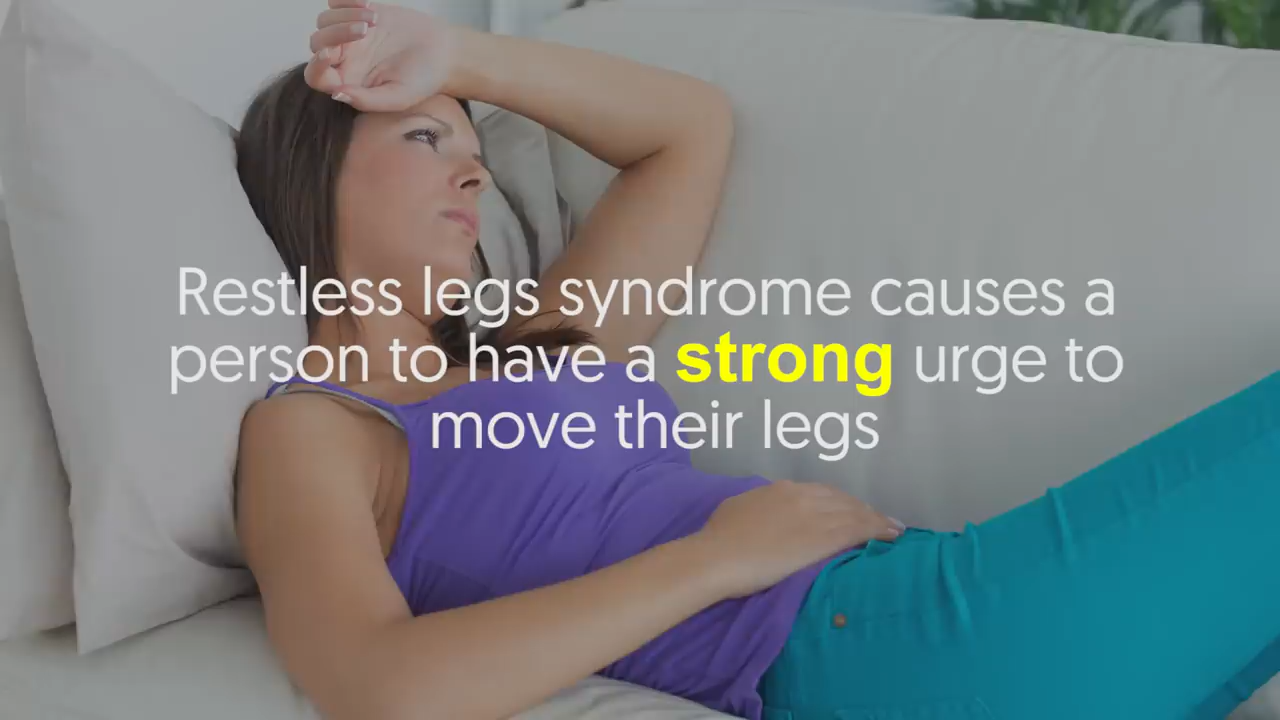 Restless legs syndrome causes a
person to have a strong urge to
move their legs